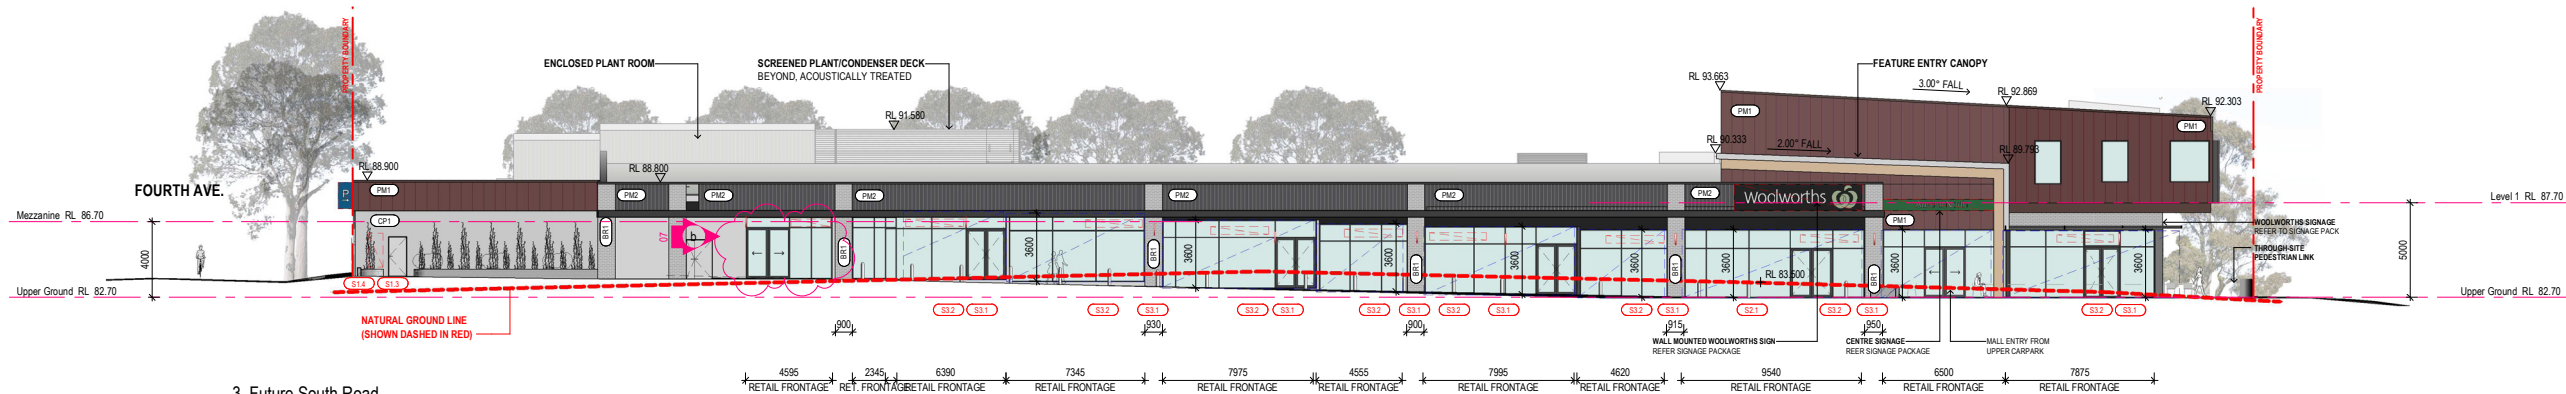 PROPERTY BOUNDARY
PROPERTY BOUNDARY
ENCLOSED PLANT ROOM
SCREENED PLANT/CONDENSER DECK
BEYOND, ACOUSTICALLY TREATED
FEATURE ENTRY CANOPY
RL 93.663
3.00° FALL
RL 92.869
RL 92.303
PM1
PM1
RL 91.580
RL 90.333
2.00° FALL
RL 89.793
RL 88.900
RL 88.800
FOURTH AVE.
P
PM1
PM2
PM2
PM2
PM2
PM2
PM2
Woolworths
Level 1 RL 87.70
Mezzanine RL 86.70
CP1
PM1
WOOLWORTHS SIGNAGE
REFER TO SIGNAGE PACK
THROUGH-SITE
PEDESTRIAN LINK
BR1
07
b
BR1
BR1
BR1
BR1
BR1
4000
3600
3600
3600
3600
3600
3600
3600
3600
3600
5000
RL 83.600
Upper Ground RL 82.70
Upper Ground RL 82.70
S1.4
S1.3
S3.2
S3.1
S3.2
S3.1
S3.2
S3.1
S3.2
S3.1
S3.2
S3.1
S3.2
S3.1
S2.1
S3.2
S3.1
S3.2
S3.1
NATURAL GROUND LINE
(SHOWN DASHED IN RED)
900
930
900
915
950
WALL MOUNTED WOOLWORTHS SIGN
REFER SIGNAGE PACKAGE
CENTRE SIGNAGE
REER SIGNAGE PACKAGE
MALL ENTRY FROM
UPPER CARPARK
4595
2345
6390
7345
7975
4555
7995
4620
9540
6500
7875
RETAIL FRONTAGE
RET. FRONTAGE
RETAIL FRONTAGE
RETAIL FRONTAGE
RETAIL FRONTAGE
RETAIL FRONTAGE
RETAIL FRONTAGE
RETAIL FRONTAGE
RETAIL FRONTAGE
RETAIL FRONTAGE
RETAIL FRONTAGE
3. Future South Road